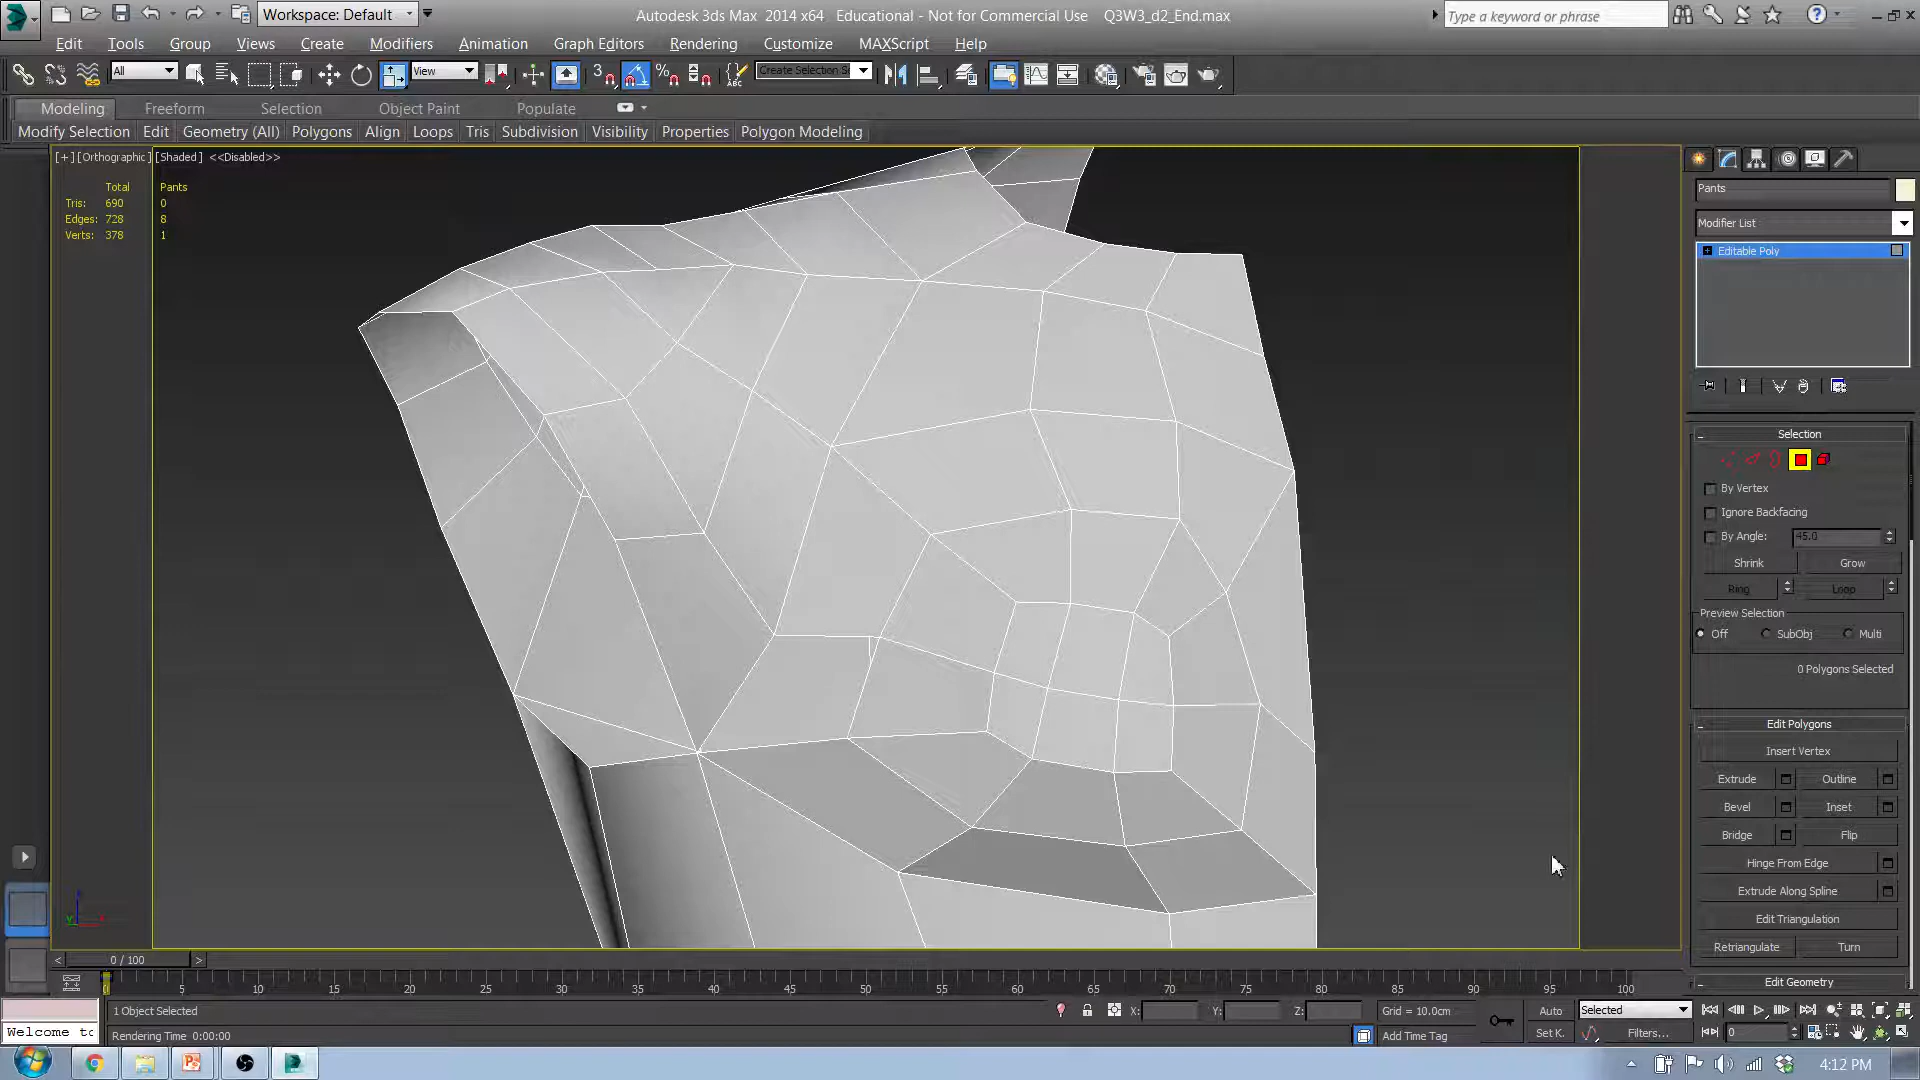 Workspace: Default
Autodesk 3ds Max 2014 x64 Educational - Not for Commercial Use Q3W3_d2_End.max
Type a keyword or phrase
Edit Tools Group Views Create Modifiers Animation Graph Editors Rendering Customize MAXScript Help
All View Create Selection S
Modeling Freeform Selection Object Paint Populate
Modify Selection Edit Geometry (All) Polygons Align Loops Tris Subdivision Visibility Properties Polygon Modeling
[+] [Orthographic] [Shaded] <<Disabled>>
Total Pants
Tris: 690 0
Edges: 728 8
Verts: 378 1
Pants
Modifier List
Editable Poly
Selection
By Vertex
Ignore Backfacing
By Angle: 45.0
Shrink Grow
Ring Loop
Preview Selection
Off SubObj Multi
0 Polygons Selected
Edit Polygons
Insert Vertex
Extrude Outline
Bevel Inset
Bridge Flip
Hinge From Edge
Extrude Along Spline
Edit Triangulation
Retriangulate Turn
Edit Geometry
< 0 / 100 >
0 5 10 15 20 25 30 35 40 45 50 55 60 65 70 75 80 85 90 95 100
1 Object Selected X: Y: Z: Grid = 10.0cm Auto Selected
Welcome to Rendering Time 0:00:00 Add Time Tag Set K. Filters... 0
4:12 PM